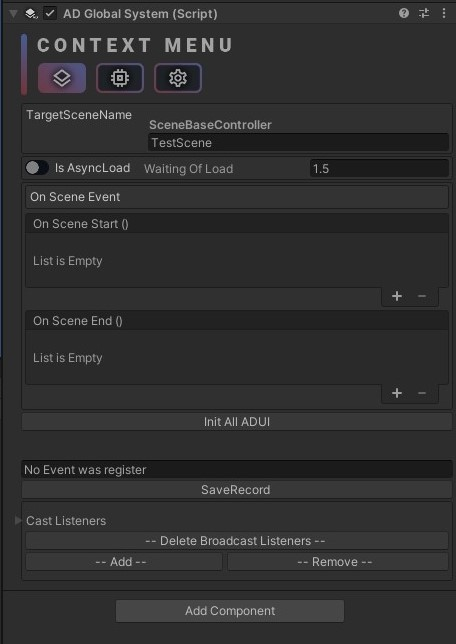 AD Global System (Script)
CONTEXT MENU
TargetSceneName
SceneBaseController
TestScene
Is AsyncLoad Waiting Of Load 1.5
On Scene Event
On Scene Start ()
List is Empty
+ −
On Scene End ()
List is Empty
+ −
Init All ADUI
No Event was register
SaveRecord
Cast Listeners
-- Delete Broadcast Listeners --
-- Add -- -- Remove --
Add Component